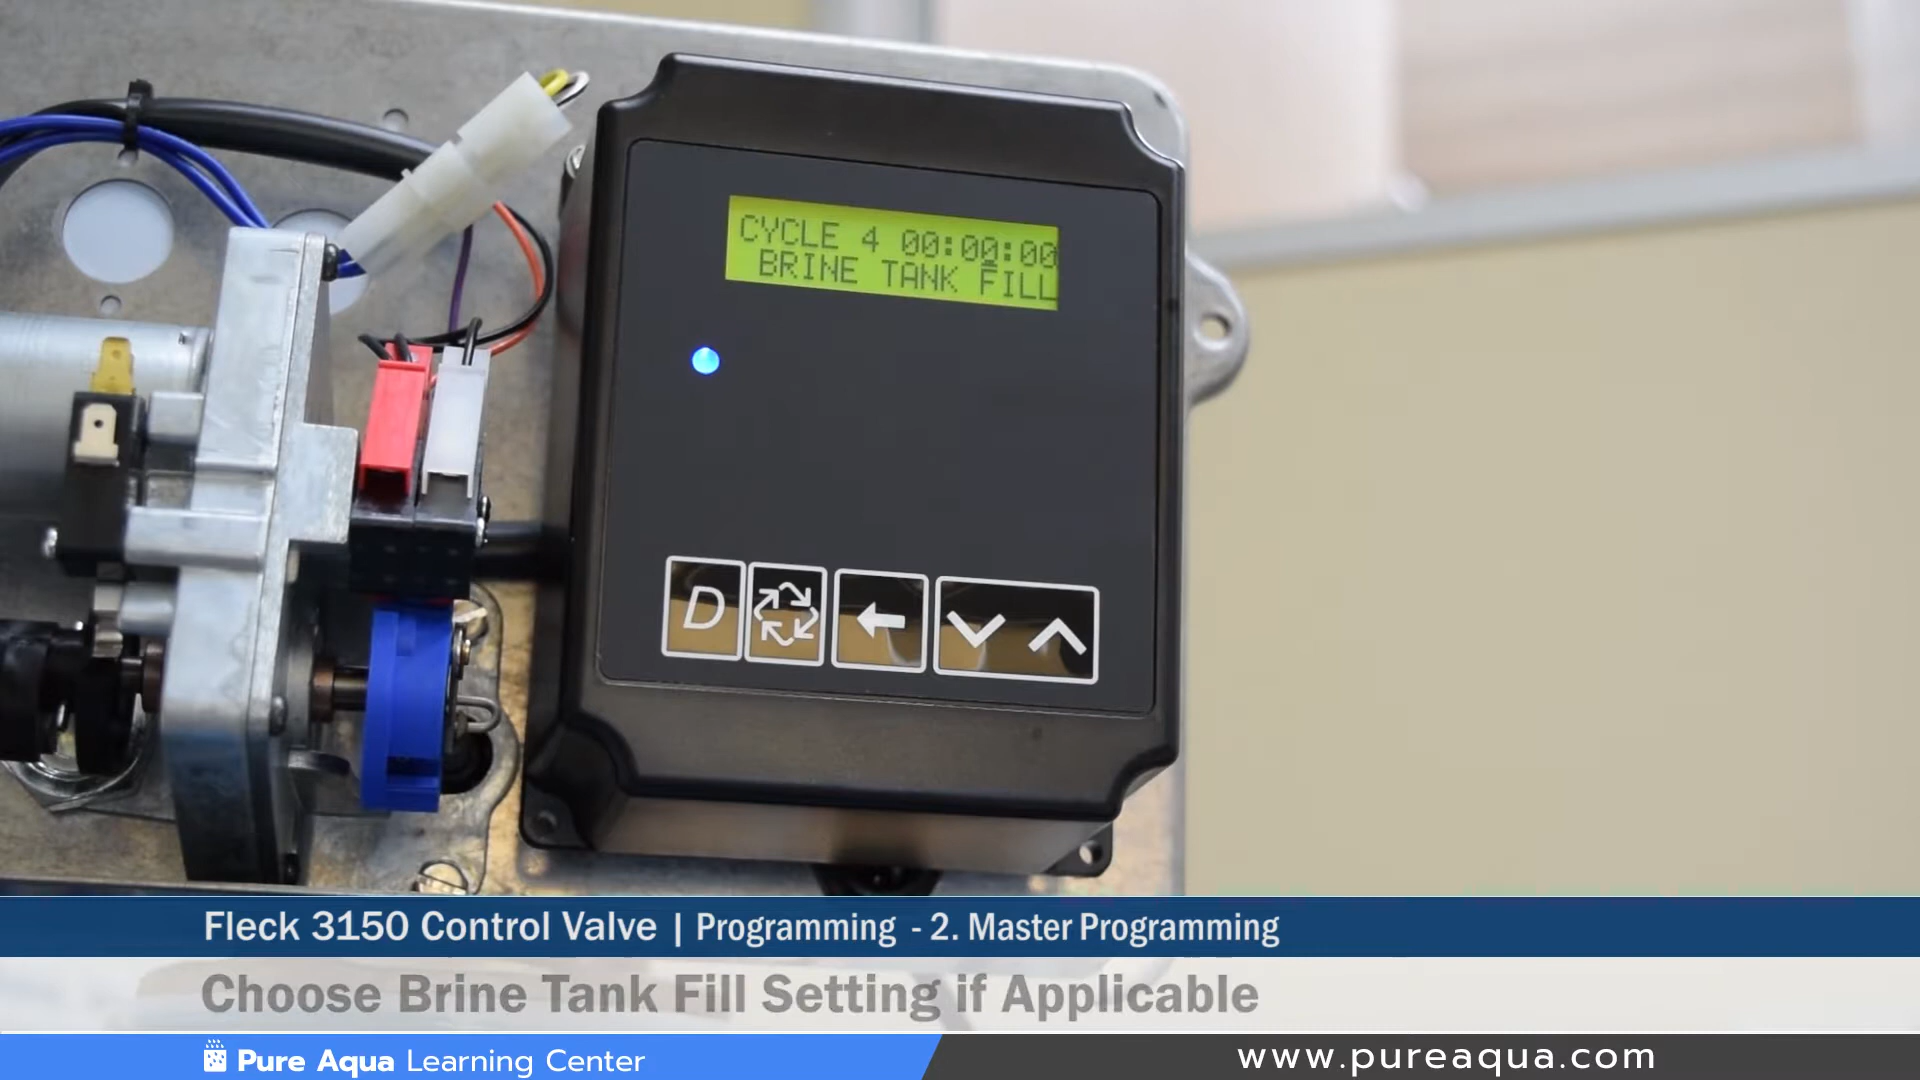 CYCLE 4 00:00:00
BRINE TANK FILL
D
Fleck 3150 Control Valve | Programming - 2. Master Programming
Choose Brine Tank Fill Setting if Applicable
Pure Aqua Learning Center
www.pureaqua.com